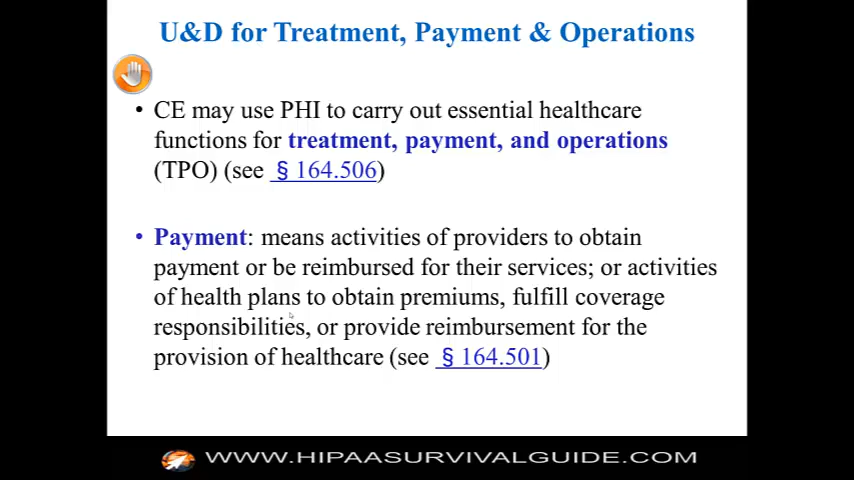 U&D for Treatment, Payment & Operations
• CE may use PHI to carry out essential healthcare
functions for treatment, payment, and operations
(TPO) (see § 164.506)
• Payment: means activities of providers to obtain
payment or be reimbursed for their services; or activities
of health plans to obtain premiums, fulfill coverage
responsibilities, or provide reimbursement for the
provision of healthcare (see § 164.501)
WWW.HIPAASURVIVALGUIDE.COM